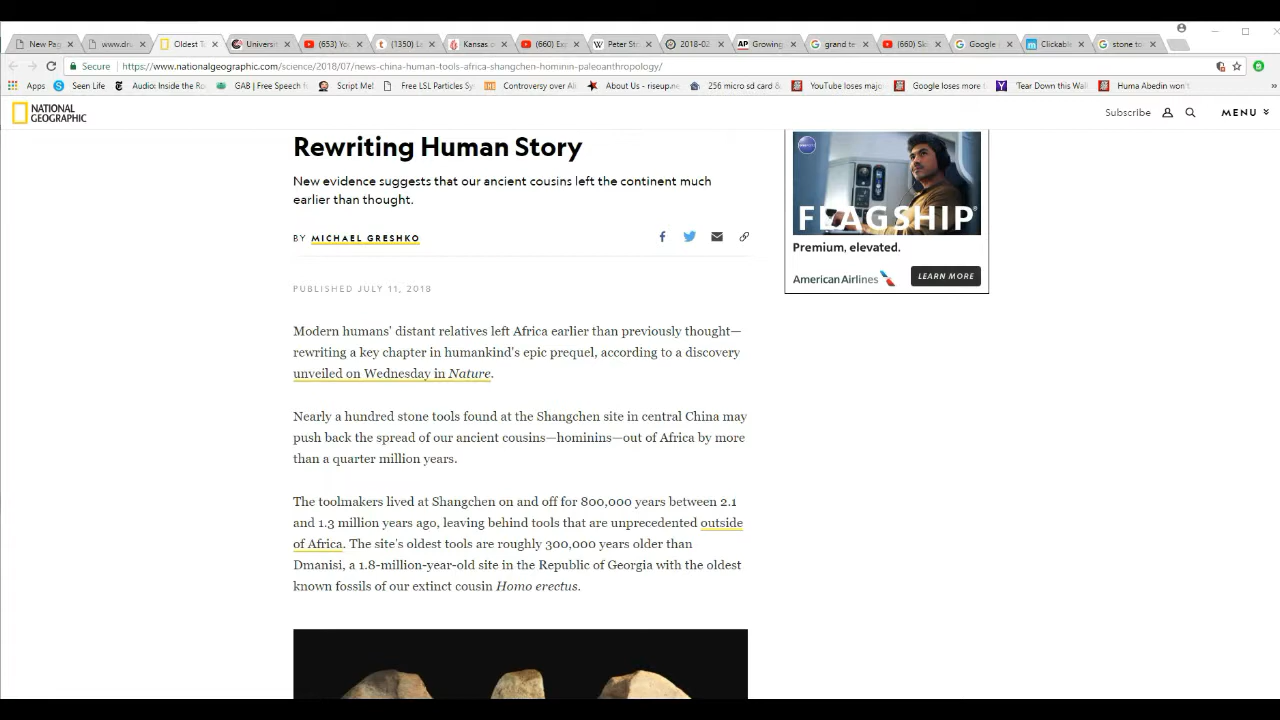 New Pag
www.dru
Oldest T
Universit
(653) Yo
(1350) L
Kansas.c
(660) Ex
Peter St
2018-02
Growing
grand te
(660) Sk
Google
Clickable
stone to
Secure https://www.nationalgeographic.com/science/2018/07/news-china-human-tools-africa-shangchen-hominin-paleoanthropology/
Apps
Seen Life
Audio: Inside the Ro
GAB | Free Speech f
Script Me!
Free LSL Particles Sy
Controversy over Ali
About Us - riseup.ne
256 micro sd card &
YouTube loses majo
Google loses more t
'Tear Down this Wall
Huma Abedin won't
NATIONAL
GEOGRAPHIC
Subscribe
MENU
Rewriting Human Story
New evidence suggests that our ancient cousins left the continent much
earlier than thought.
BY MICHAEL GRESHKO
PUBLISHED JULY 11, 2018
Modern humans' distant relatives left Africa earlier than previously thought—
rewriting a key chapter in humankind's epic prequel, according to a discovery
unveiled on Wednesday in Nature.
Nearly a hundred stone tools found at the Shangchen site in central China may
push back the spread of our ancient cousins—hominins—out of Africa by more
than a quarter million years.
The toolmakers lived at Shangchen on and off for 800,000 years between 2.1
and 1.3 million years ago, leaving behind tools that are unprecedented outside
of Africa. The site's oldest tools are roughly 300,000 years older than
Dmanisi, a 1.8-million-year-old site in the Republic of Georgia with the oldest
known fossils of our extinct cousin Homo erectus.
FLAGSHIP
Premium, elevated.
American Airlines
LEARN MORE